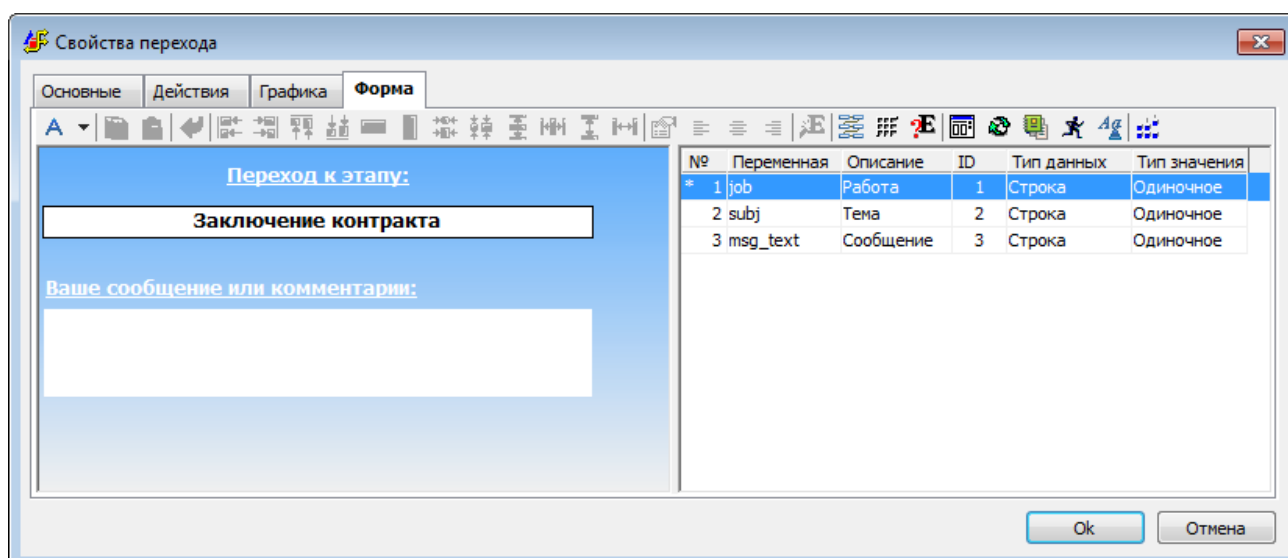 Свойства перехода
Основные Действия Графика Форма
Переход к этапу:
Заключение контракта
Ваше сообщение или комментарии:
№ Переменная Описание ID Тип данных Тип значения
* 1 job Работа 1 Строка Одиночное
2 subj Тема 2 Строка Одиночное
3 msg_text Сообщение 3 Строка Одиночное
Ok Отмена